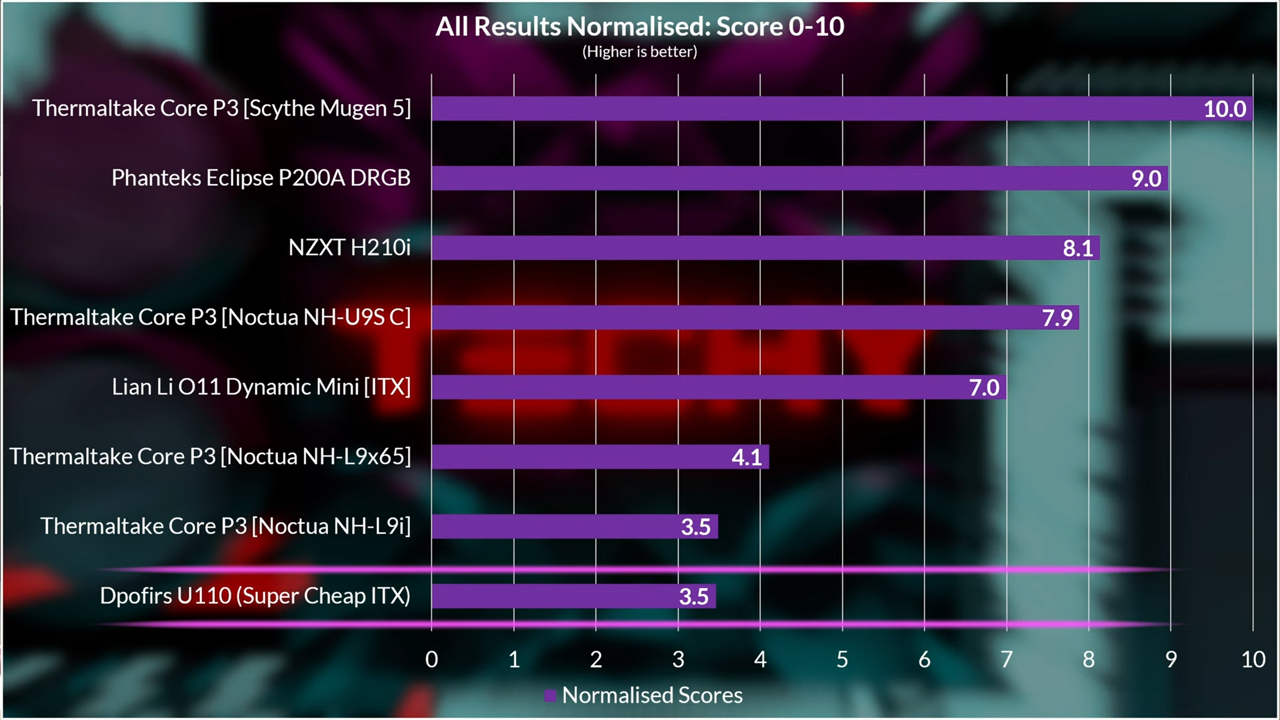 All Results Normalised: Score 0-10
(Higher is better)
Thermaltake Core P3 [Scythe Mugen 5] 10.0
Phanteks Eclipse P200A DRGB 9.0
NZXT H210i 8.1
Thermaltake Core P3 [Noctua NH-U9S C] 7.9
TECHY
Lian Li O11 Dynamic Mini [ITX] 7.0
Thermaltake Core P3 [Noctua NH-L9x65] 4.1
Thermaltake Core P3 [Noctua NH-L9i] 3.5
Dpofirs U110 (Super Cheap ITX) 3.5
0 1 2 3 4 5 6 7 8 9 10
Normalised Scores